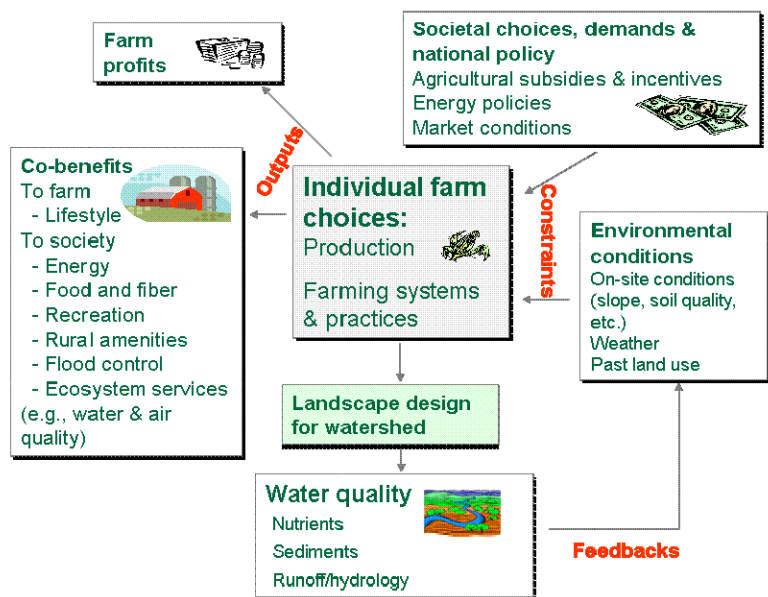 Farm
profits
Societal choices, demands &
national policy
Agricultural subsidies & incentives
Energy policies
Market conditions
Outputs
Constraints
Co-benefits
To farm
- Lifestyle
To society
- Energy
- Food and fiber
- Recreation
- Rural amenities
- Flood control
- Ecosystem services
(e.g., water & air
quality)
Individual farm
choices:
Production
Farming systems
& practices
Environmental
conditions
On-site conditions
(slope, soil quality,
etc.)
Weather
Past land use
Landscape design
for watershed
Water quality
Nutrients
Sediments
Runoff/hydrology
Feedbacks